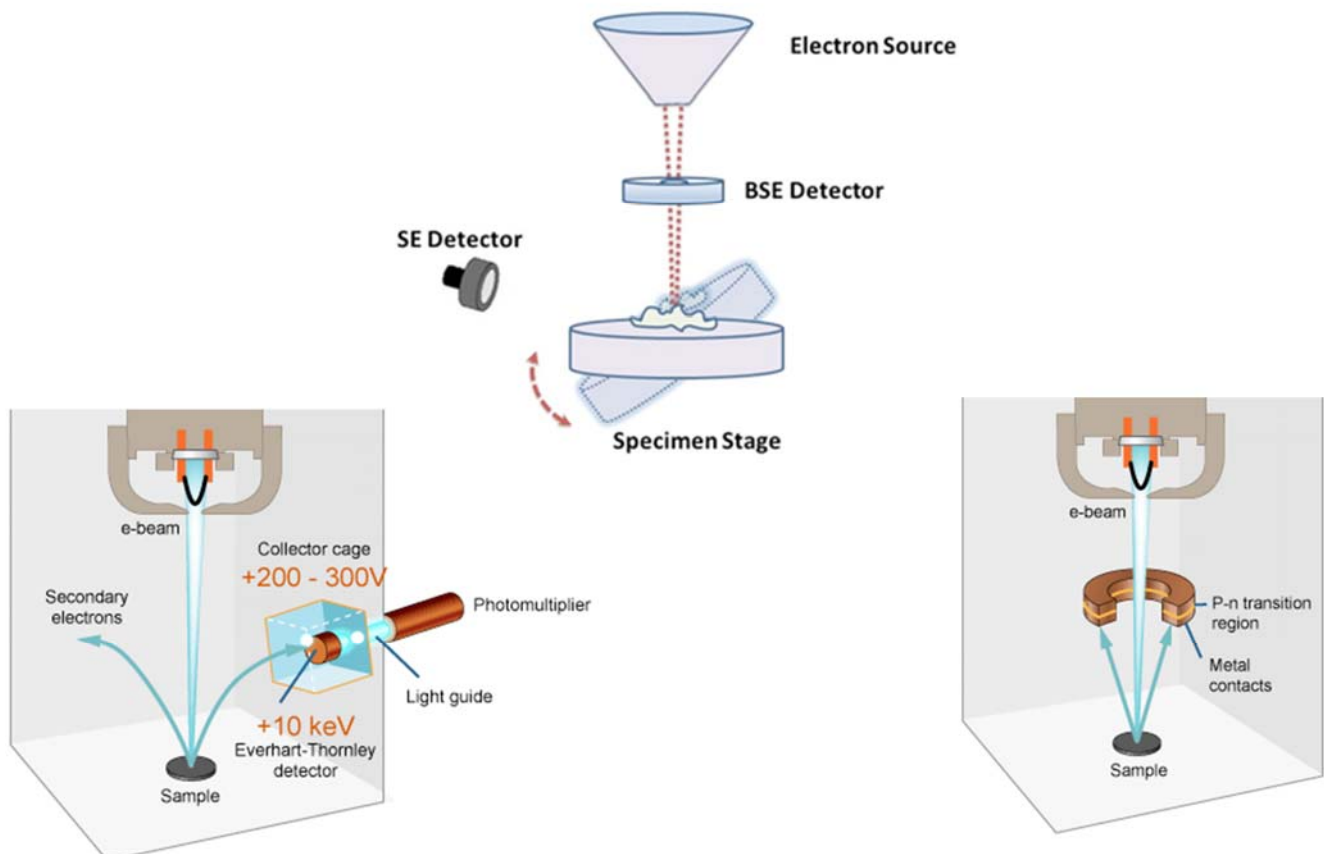 Electron Source
BSE Detector
SE Detector
Specimen Stage
e-beam
Collector cage
+200 - 300V
Secondary
electrons
Photomultiplier
Light guide
+10 keV
Everhart-Thornley
detector
Sample
e-beam
P-n transition
region
Metal
contacts
Sample